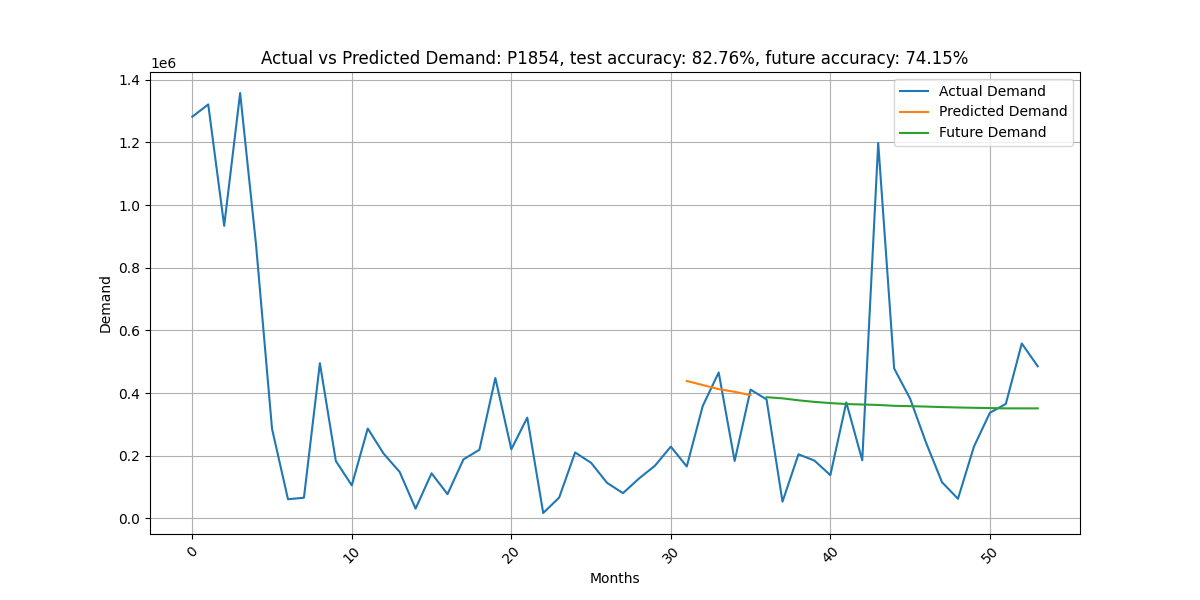 Actual vs Predicted Demand: P1854, test accuracy: 82.76%, future accuracy: 74.15%
1e6
1.4
1.2
1.0
0.8
0.6
0.4
0.2
0.0
Demand
Actual Demand
Predicted Demand
Future Demand
0 10 20 30 40 50
Months